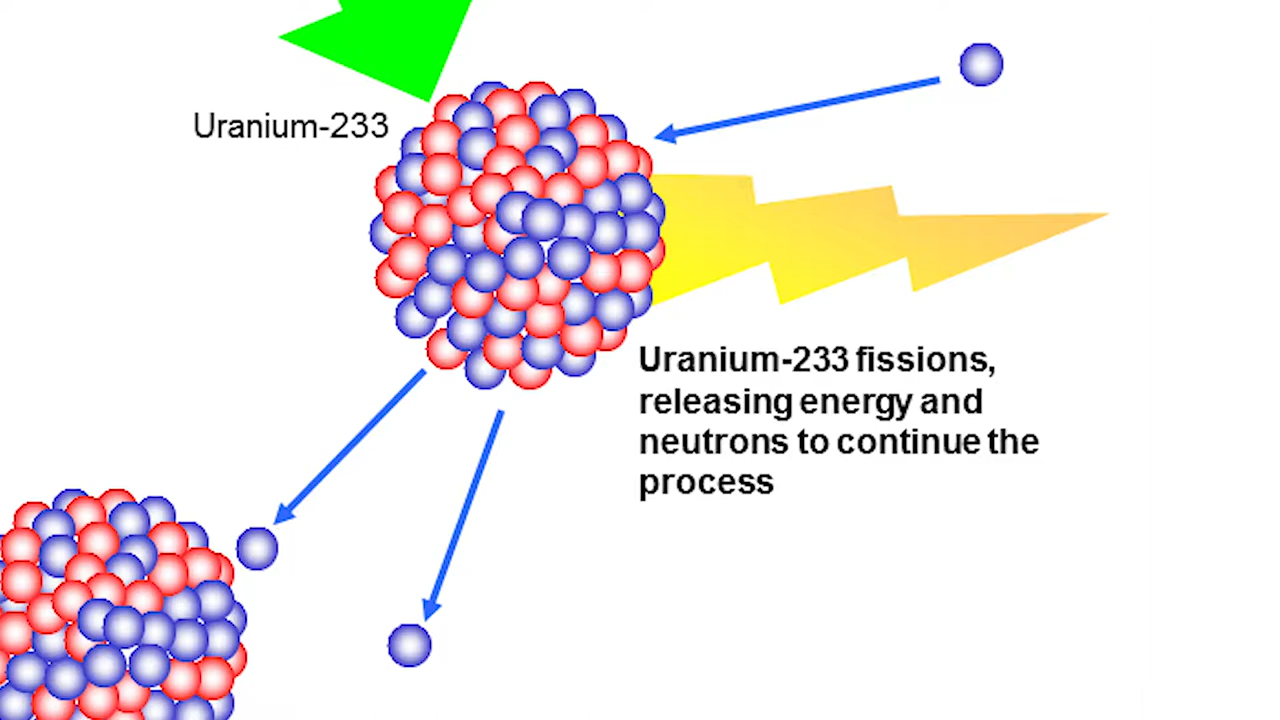 Uranium-233
Uranium-233 fissions,
releasing energy and
neutrons to continue the
process